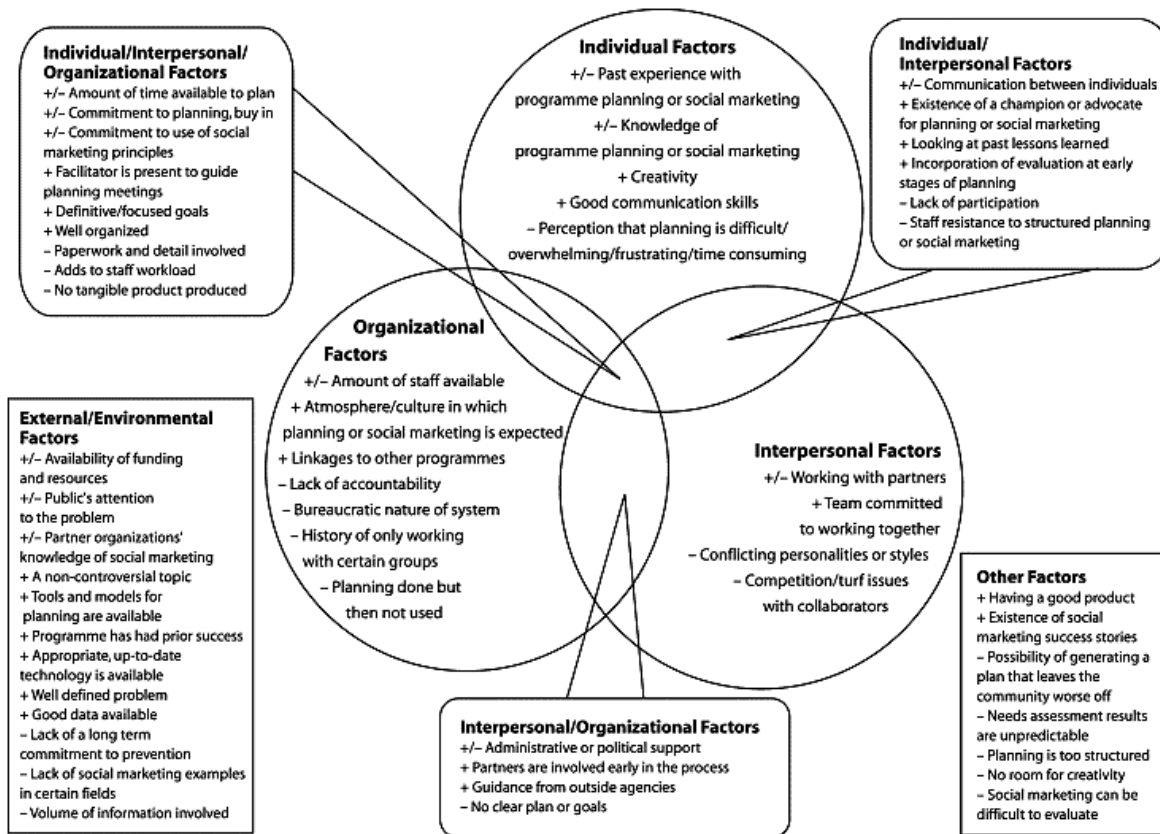 Individual/Interpersonal/
Organizational Factors
+/– Amount of time available to plan
+/– Commitment to planning, buy in
+/– Commitment to use of social
marketing principles
+ Facilitator is present to guide
planning meetings
+ Definitive/focused goals
+ Well organized
– Paperwork and detail involved
– Adds to staff workload
– No tangible product produced
Individual Factors
+/– Past experience with
programme planning or social marketing
+/– Knowledge of
programme planning or social marketing
+ Creativity
+ Good communication skills
– Perception that planning is difficult/
overwhelming/frustrating/time consuming
Individual/
Interpersonal Factors
+/– Communication between individuals
+ Existence of a champion or advocate
for planning or social marketing
+ Looking at past lessons learned
+ Incorporation of evaluation at early
stages of planning
– Lack of participation
– Staff resistance to structured planning
or social marketing
Organizational
Factors
+/– Amount of staff available
+ Atmosphere/culture in which
planning or social marketing is expected
+ Linkages to other programmes
– Lack of accountability
– Bureaucratic nature of system
– History of only working
with certain groups
– Planning done but
then not used
Interpersonal Factors
+/– Working with partners
+ Team committed
to working together
– Conflicting personalities or styles
– Competition/turf issues
with collaborators
External/Environmental
Factors
+/– Availability of funding
and resources
+/– Public's attention
to the problem
+/– Partner organizations'
knowledge of social marketing
+ A non-controversial topic
+ Tools and models for
planning are available
+ Programme has had prior success
+ Appropriate, up-to-date
technology is available
+ Well defined problem
+ Good data available
– Lack of a long term
commitment to prevention
– Lack of social marketing examples
in certain fields
– Volume of information involved
Interpersonal/Organizational Factors
+/– Administrative or political support
+ Partners are involved early in the process
+ Guidance from outside agencies
– No clear plan or goals
Other Factors
+ Having a good product
+ Existence of social
marketing success stories
– Possibility of generating a
plan that leaves the
community worse off
– Needs assessment results
are unpredictable
– Planning is too structured
– No room for creativity
– Social marketing can be
difficult to evaluate